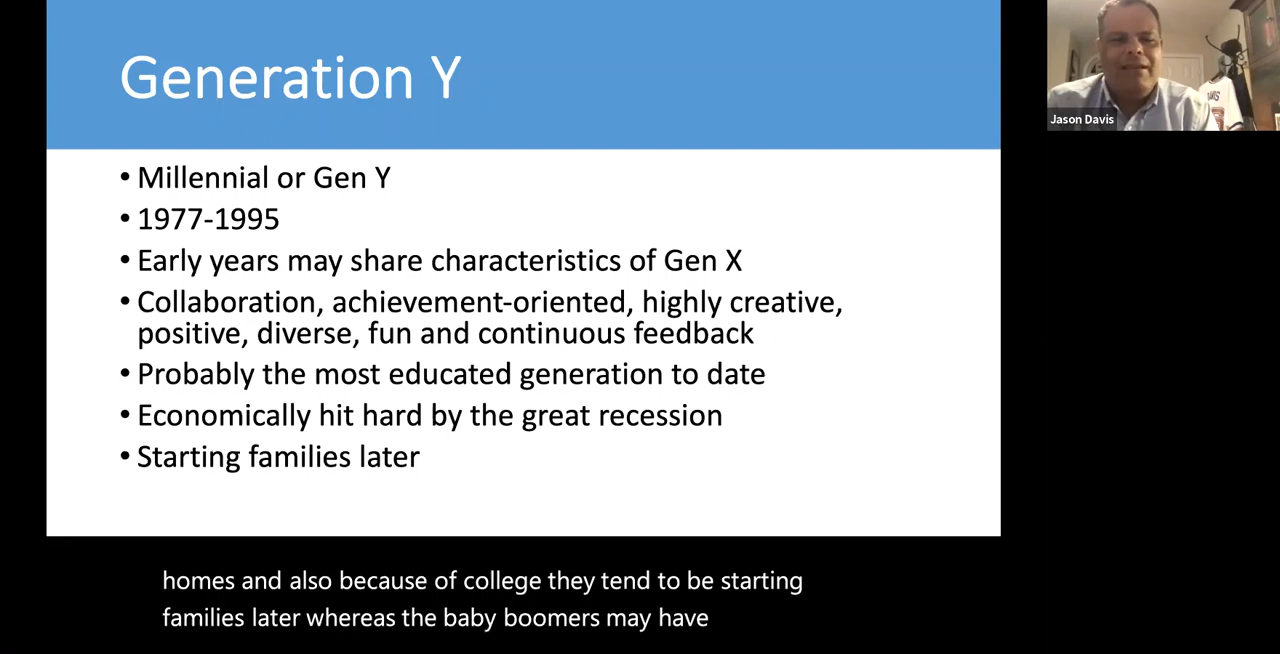 Generation Y
• Millennial or Gen Y
• 1977-1995
• Early years may share characteristics of Gen X
• Collaboration, achievement-oriented, highly creative,
positive, diverse, fun and continuous feedback
• Probably the most educated generation to date
• Economically hit hard by the great recession
• Starting families later
homes and also because of college they tend to be starting
families later whereas the baby boomers may have
Jason Davis